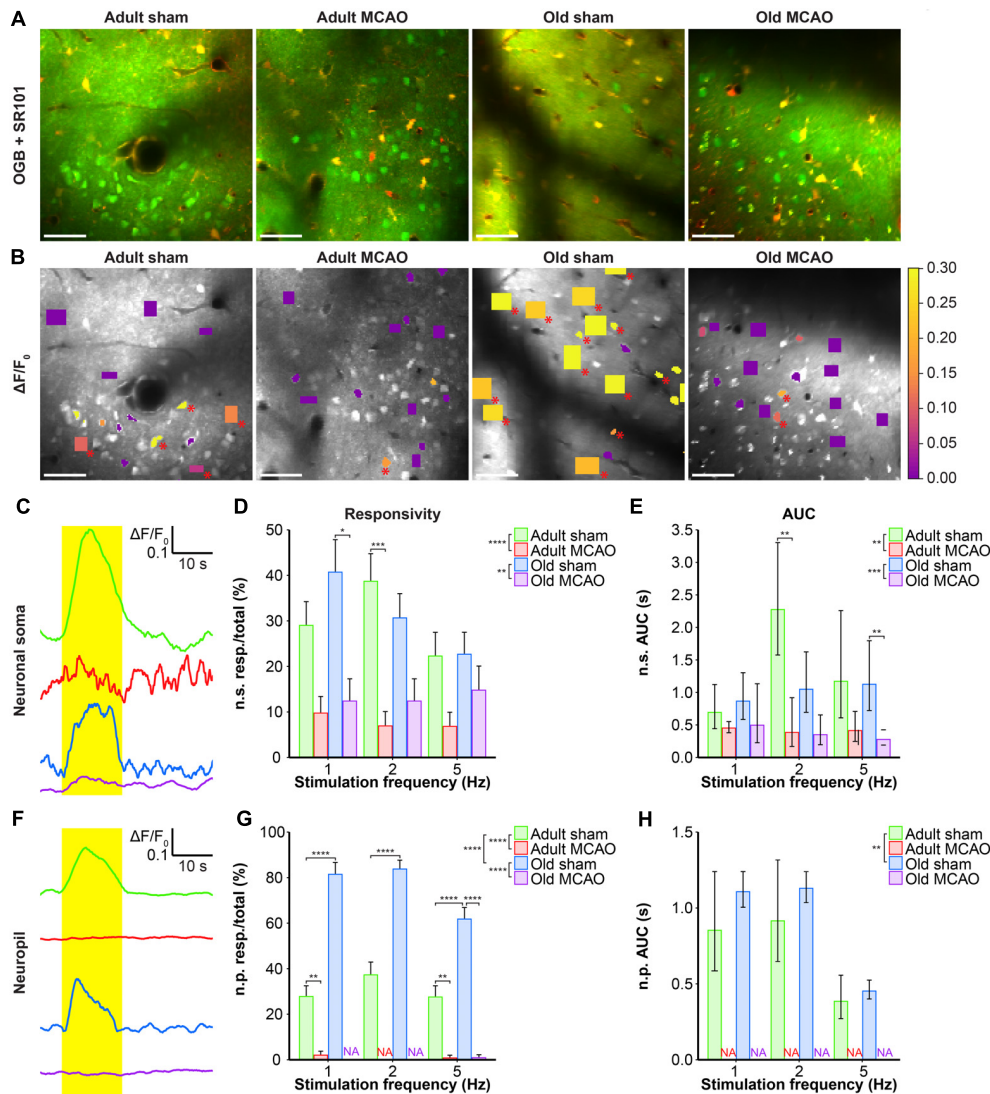 A
Adult sham
Adult MCAO
Old sham
Old MCAO
OGB + SR101
B
Adult sham
Adult MCAO
Old sham
Old MCAO
ΔF/F0
0.30
0.25
0.20
0.15
0.10
0.05
0.00
* * * * *
*
* * * * * * * * * * * *
* * *
C
Neuronal soma
ΔF/F0
0.1
10 s
D
Responsivity
n.s. resp./total (%)
50
40
30
20
10
0
*
***
****
**
Adult sham
Adult MCAO
Old sham
Old MCAO
1 2 5
Stimulation frequency (Hz)
E
AUC
n.s. AUC (s)
3.5
3.0
2.5
2.0
1.5
1.0
0.5
0.0
**
**
**
***
Adult sham
Adult MCAO
Old sham
Old MCAO
1 2 5
Stimulation frequency (Hz)
F
Neuropil
ΔF/F0
0.1
10 s
G
n.p. resp./total (%)
100
80
60
40
20
0
**** **** **** ****
** **
NA NA NA
**** **** ****
Adult sham
Adult MCAO
Old sham
Old MCAO
1 2 5
Stimulation frequency (Hz)
H
n.p. AUC (s)
1.5
1.0
0.5
0.0
NA NA NA NA NA NA
**
Adult sham
Adult MCAO
Old sham
Old MCAO
1 2 5
Stimulation frequency (Hz)